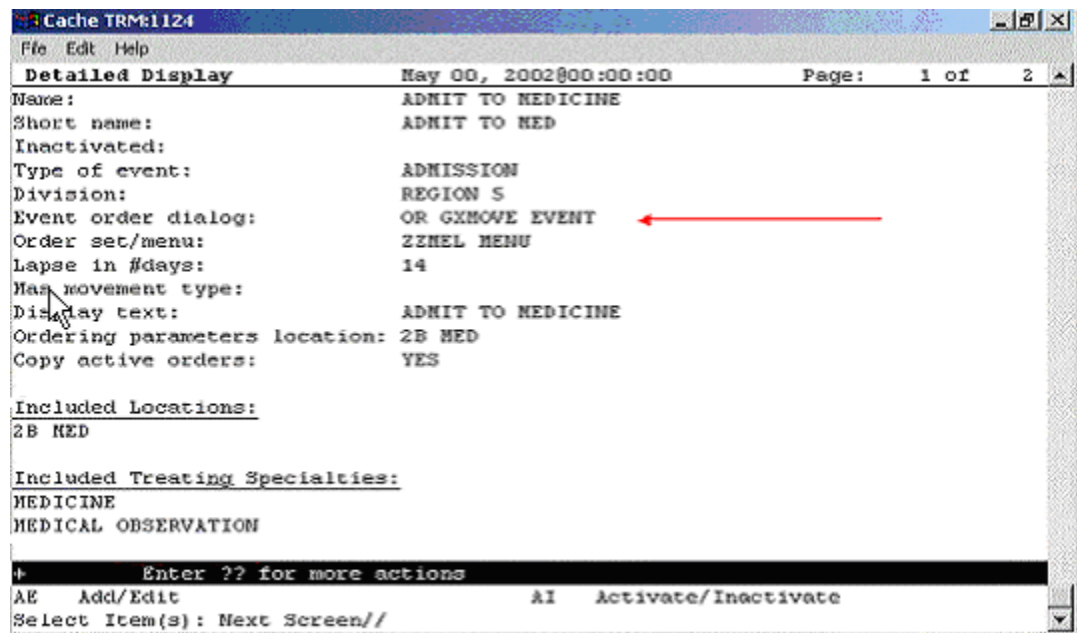 Cache TRM:1124
File Edit Help
Detailed Display May 00, 2002@00:00:00 Page: 1 of 2
Name: ADMIT TO MEDICINE
Short name: ADMIT TO MED
Inactivated:
Type of event: ADMISSION
Division: REGION 5
Event order dialog: OR GXMOVE EVENT
Order set/menu: ZZMEL MENU
Lapse in #days: 14
Has movement type:
Display text: ADMIT TO MEDICINE
Ordering parameters location: 2B MED
Copy active orders: YES
Included Locations:
2B MED
Included Treating Specialties:
MEDICINE
MEDICAL OBSERVATION
+ Enter ?? for more actions
AE Add/Edit AI Activate/Inactivate
Select Item(s): Next Screen//